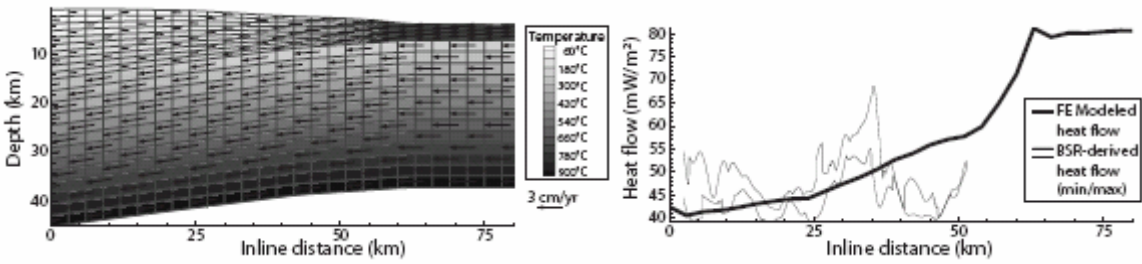 Depth (km)
10
20
30
40
0
25
50
75
Inline distance (km)
Temperature
60°C
180°C
300°C
420°C
540°C
660°C
780°C
900°C
3 cm/yr
Heat flow (mW/m²)
80
75
70
65
60
55
50
45
40
0
25
50
75
Inline distance (km)
FE Modeled
heat flow
BSR-derived
heat flow
(min/max)